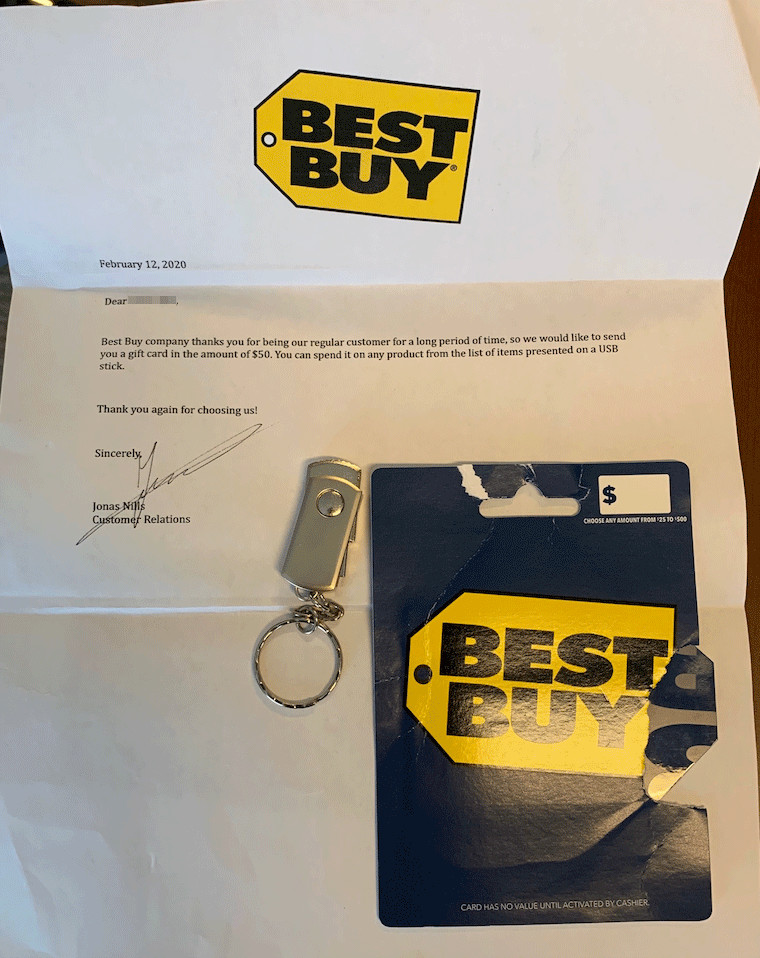 BEST
BUY®
February 12, 2020
Dear
Best Buy company thanks you for being our regular customer for a long period of time, so we would like to send
you a gift card in the amount of $50. You can spend it on any product from the list of items presented on a USB
stick.
Thank you again for choosing us!
Sincerely,
Jonas Nills
Customer Relations
$
CHOOSE ANY AMOUNT FROM $25 TO $500
BEST
BUY
CARD HAS NO VALUE UNTIL ACTIVATED BY CASHIER.